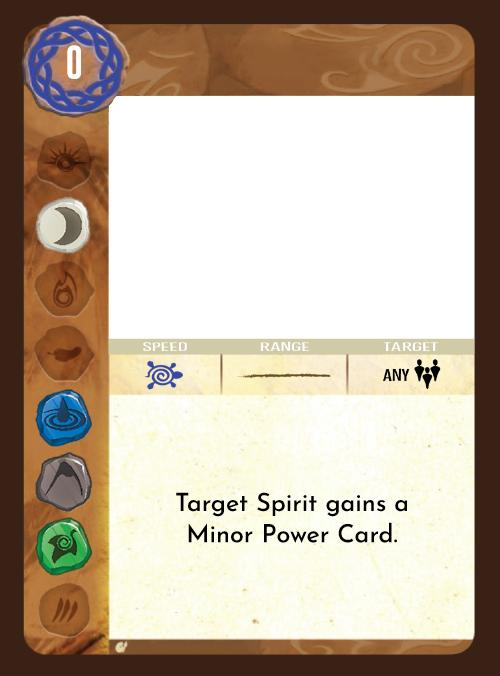 0
SPEED RANGE TARGET
ANY
Target Spirit gains a
Minor Power Card.